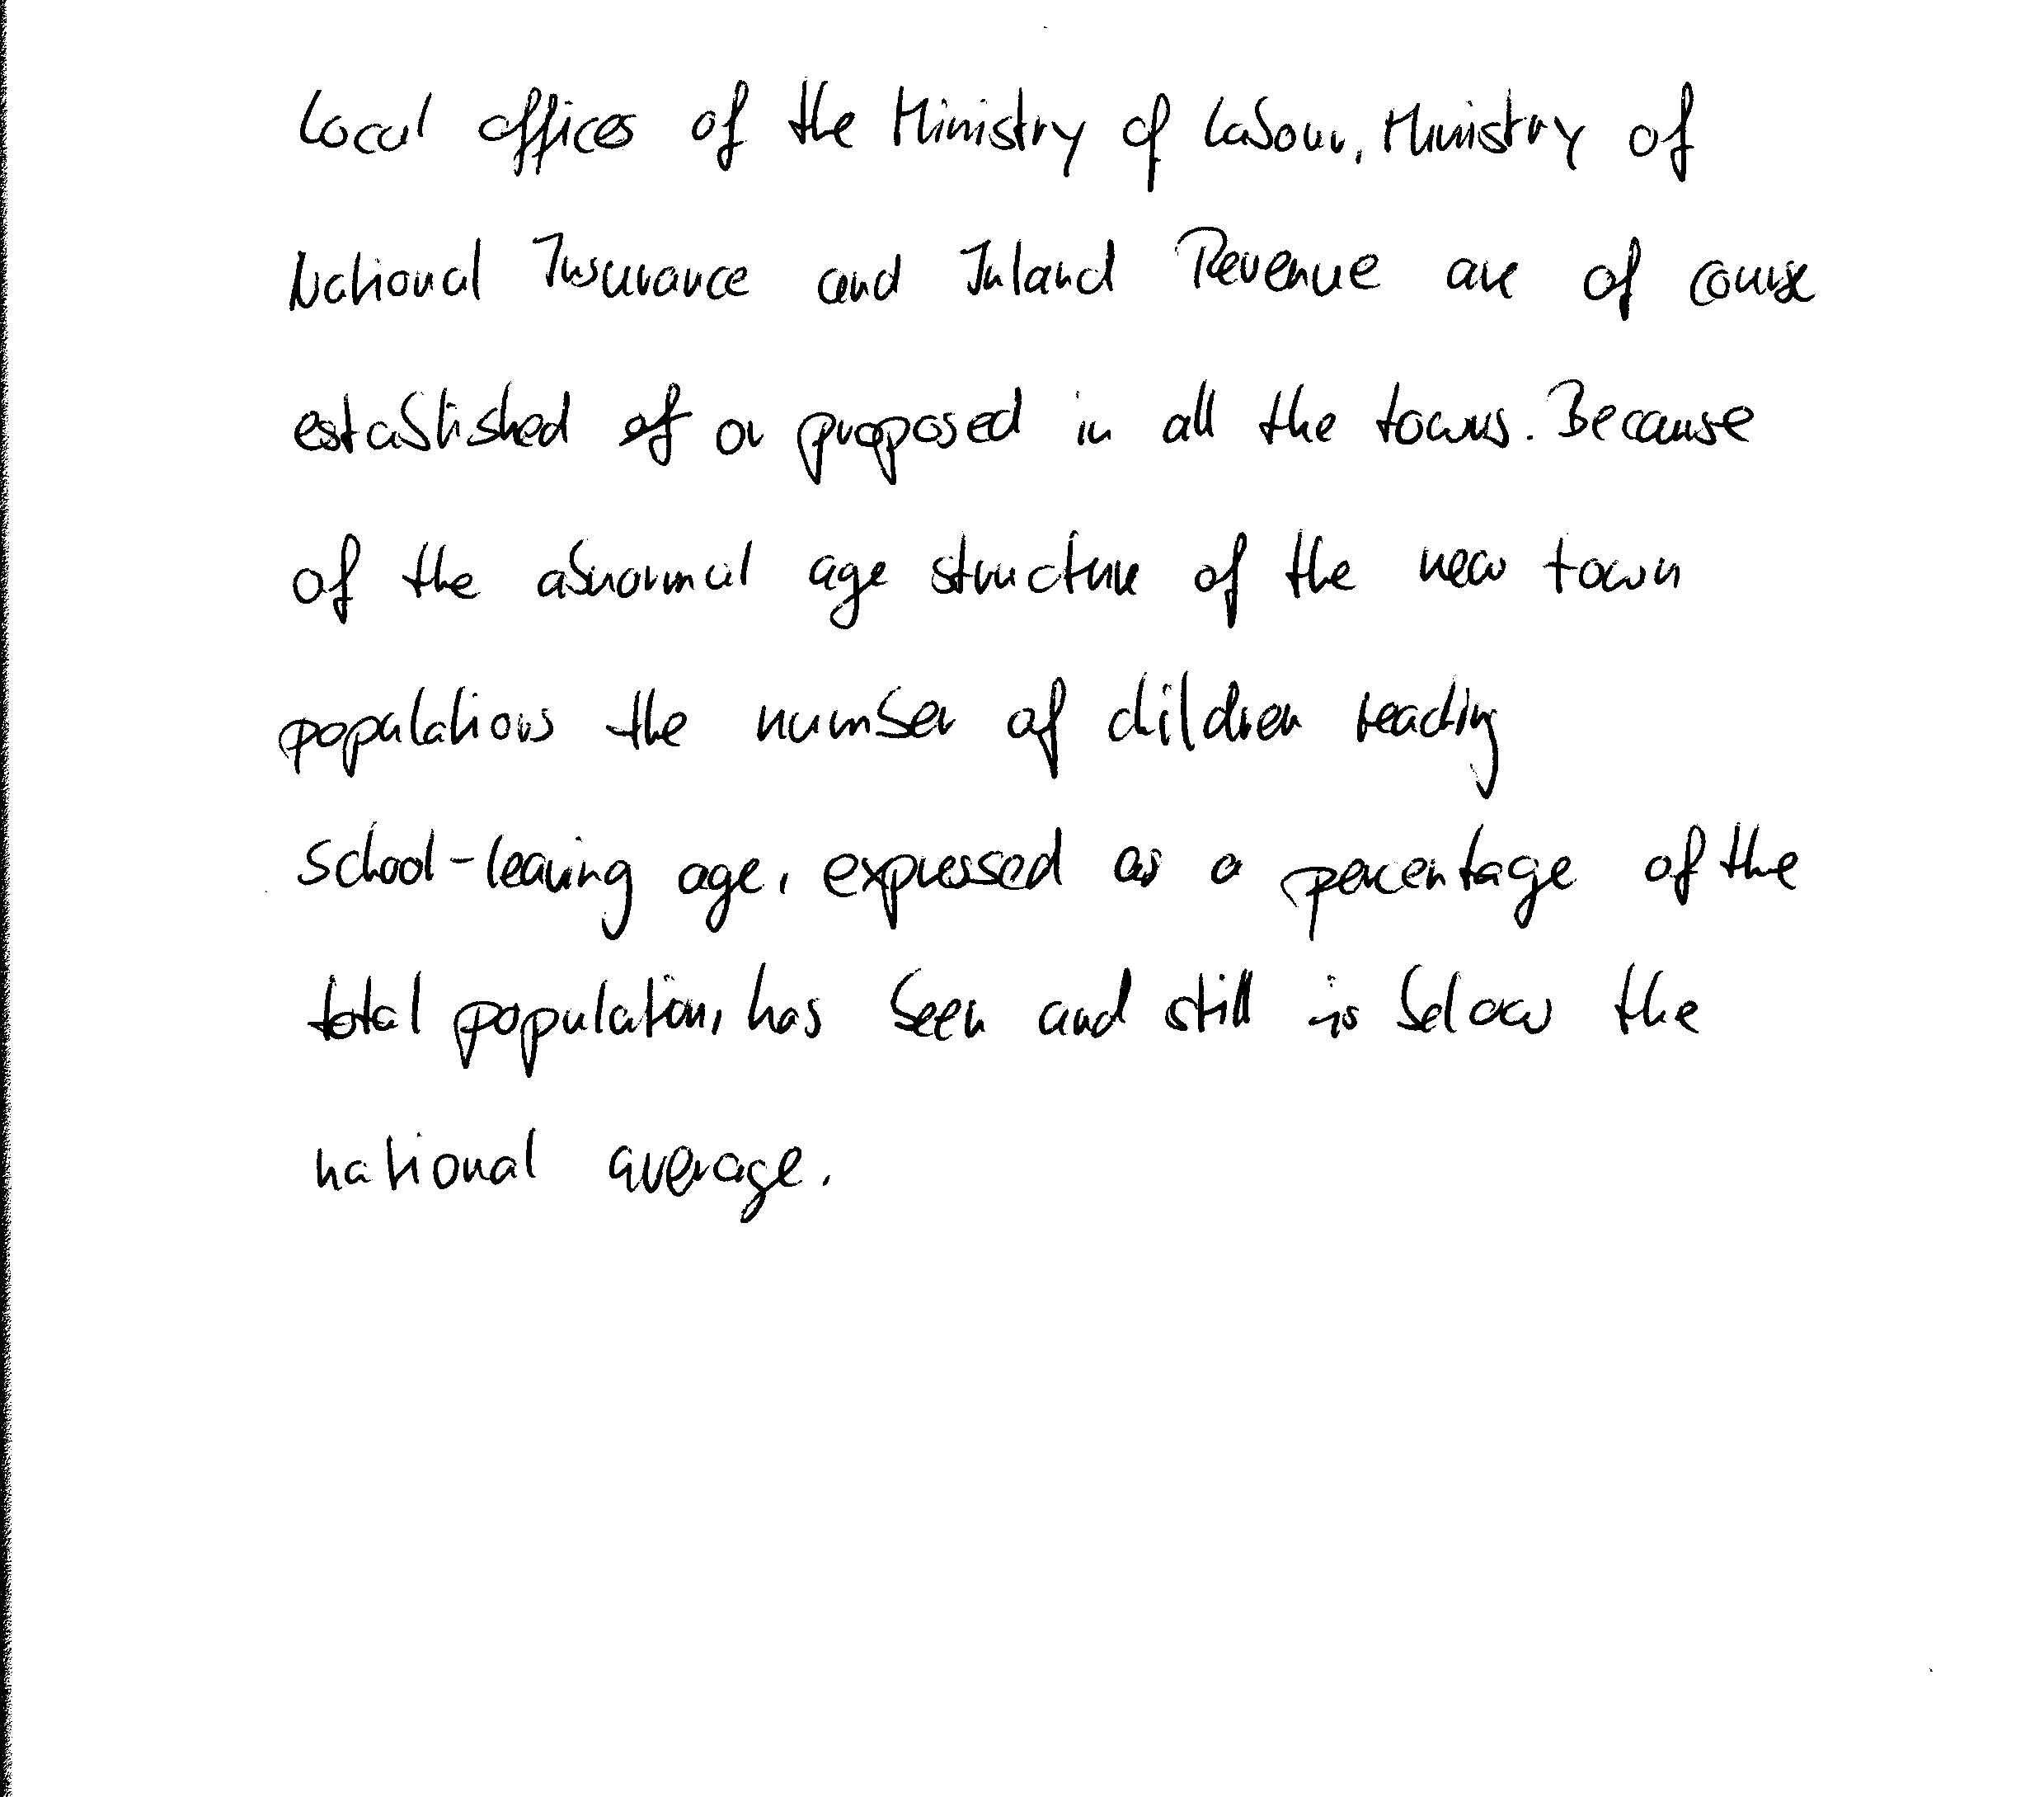 Local offices of the Ministry of Labour, Ministry of
National Insurance and Inland Revenue are of course
established of or proposed in all the towns. Because
of the abnormal age structure of the new town
populations the number of children reaching
school-leaving age, expressed as a percentage of the
total population, has been and still is below the
national average.